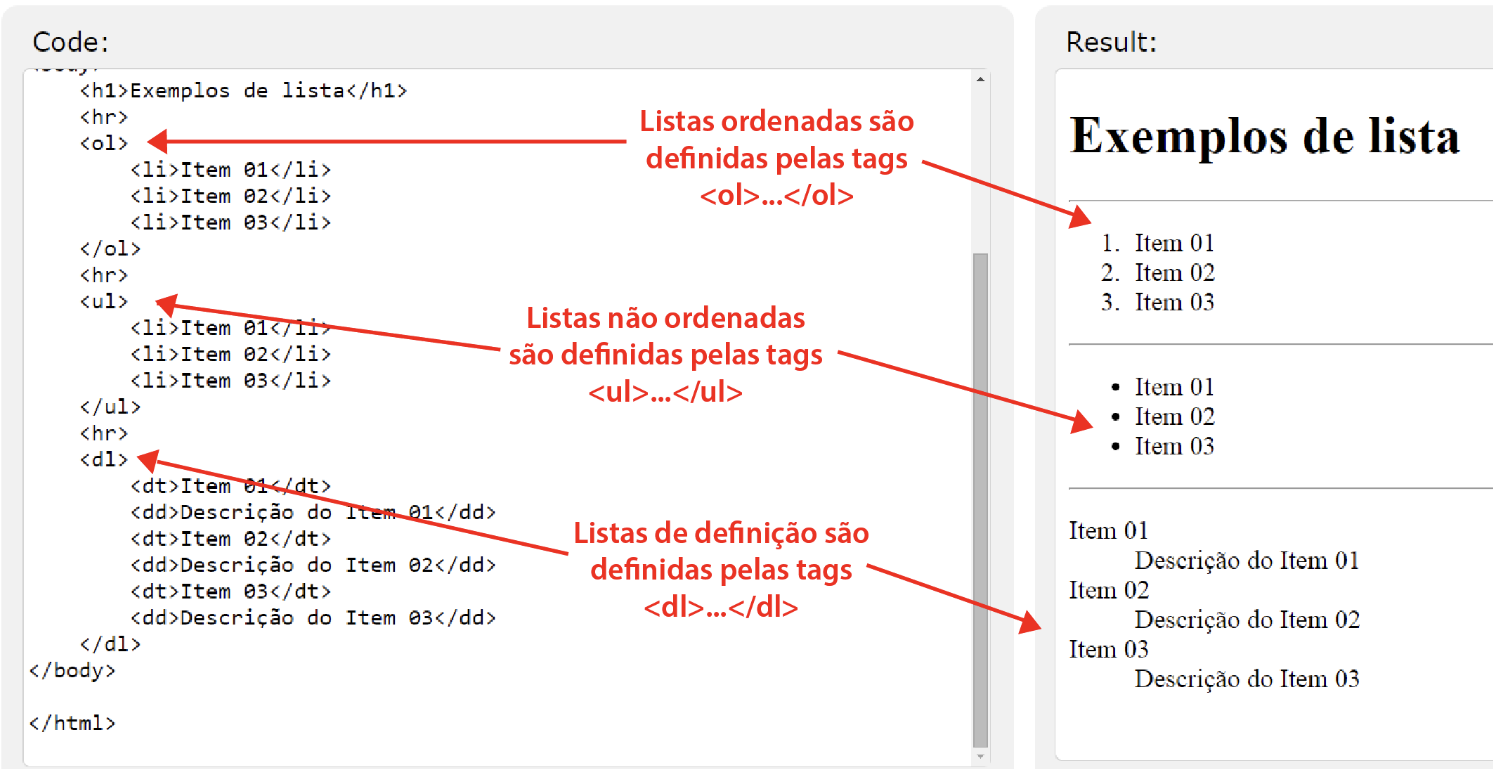 Code:
<h1>Exemplos de lista</h1>
<hr>
<ol>
<li>Item 01</li>
<li>Item 02</li>
<li>Item 03</li>
</ol>
<hr>
<ul>
<li>Item 01</li>
<li>Item 02</li>
<li>Item 03</li>
</ul>
<hr>
<dl>
<dt>Item 01</dt>
<dd>Descrição do Item 01</dd>
<dt>Item 02</dt>
<dd>Descrição do Item 02</dd>
<dt>Item 03</dt>
<dd>Descrição do Item 03</dd>
</dl>
</body>
</html>
Listas ordenadas são
definidas pelas tags
<ol>...</ol>
Listas não ordenadas
são definidas pelas tags
<ul>...</ul>
Listas de definição são
definidas pelas tags
<dl>...</dl>
Result:
Exemplos de lista
1. Item 01
2. Item 02
3. Item 03
• Item 01
• Item 02
• Item 03
Item 01
Descrição do Item 01
Item 02
Descrição do Item 02
Item 03
Descrição do Item 03